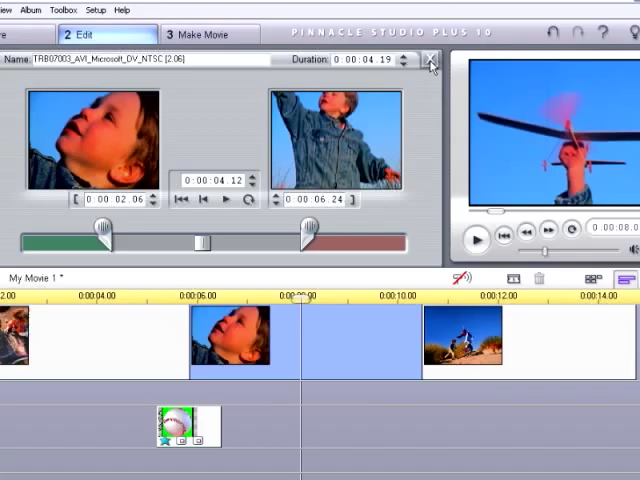 iew Album Toolbox Setup Help
re 2 Edit 3 Make Movie PINNACLE STUDIO PLUS 10
Name: TRB07003_AVI_Microsoft_DV_NTSC [2.06] Duration: 0:00:04.19 X
0:00:04.12
[ 0:00:02.06 0:00:06.24 ]
0:00:08.0
My Movie 1 *
2.00 0:00:04.00 0:00:06.00 0:00:08.00 0:00:10.00 0:00:12.00 0:00:14.00